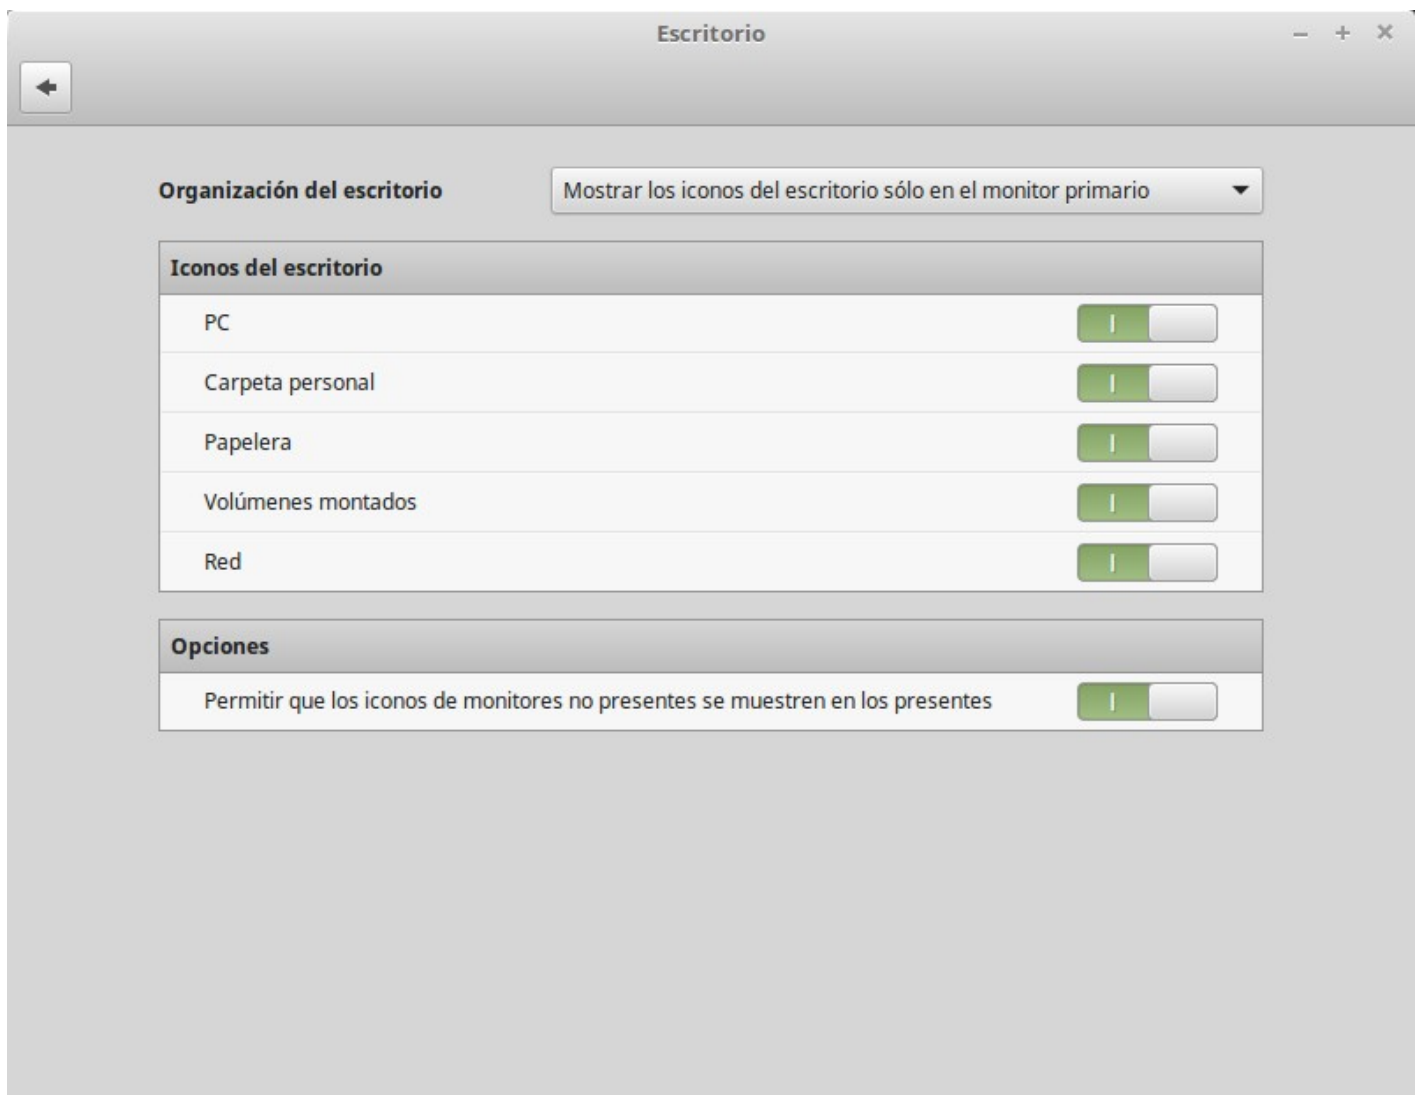 Escritorio
Organización del escritorio
Mostrar los iconos del escritorio sólo en el monitor primario
Iconos del escritorio
PC
Carpeta personal
Papelera
Volúmenes montados
Red
Opciones
Permitir que los iconos de monitores no presentes se muestren en los presentes